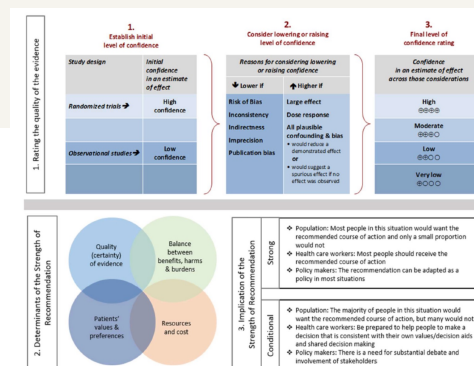 1. Rating the quality of the evidence
1.
Establish initial
level of confidence
Study design
Initial
confidence
in an estimate
of effect
Randomized trials➔
High
confidence
Observational studies➔
Low
confidence
2.
Consider lowering or raising
level of confidence
Reasons for considering lowering
or raising confidence
🡇 Lower if
🡅 Higher if
Risk of Bias
Inconsistency
Indirectness
Imprecision
Publication bias
Large effect
Dose response
All plausible
confounding & bias
• would reduce a
demonstrated effect
or
• would suggest a
spurious effect if no
effect was observed
3.
Final level of
confidence rating
Confidence
in an estimate of effect
across those considerations
High
⊕⊕⊕⊕
Moderate
⊕⊕⊕○
Low
⊕⊕○○
Very low
⊕○○○
2. Determinants of the Strength of
Recommendation
Quality
(certainty)
of evidence
Balance
between
benefits, harms
& burdens
Patients'
values &
preferences
Resources
and cost
3. Implication of the
Strength of Recommendation
Strong
❖ Population: Most people in this situation would want the
recommended course of action and only a small proportion
would not
❖ Health care workers: Most people should receive the
recommended course of action
❖ Policy makers: The recommendation can be adapted as a
policy in most situations
Conditional
❖ Population: The majority of people in this situation would
want the recommended course of action, but many would not
❖ Health care workers: Be prepared to help people to make a
decision that is consistent with their own values/decision aids
and shared decision making
❖ Policy makers: There is a need for substantial debate and
involvement of stakeholders